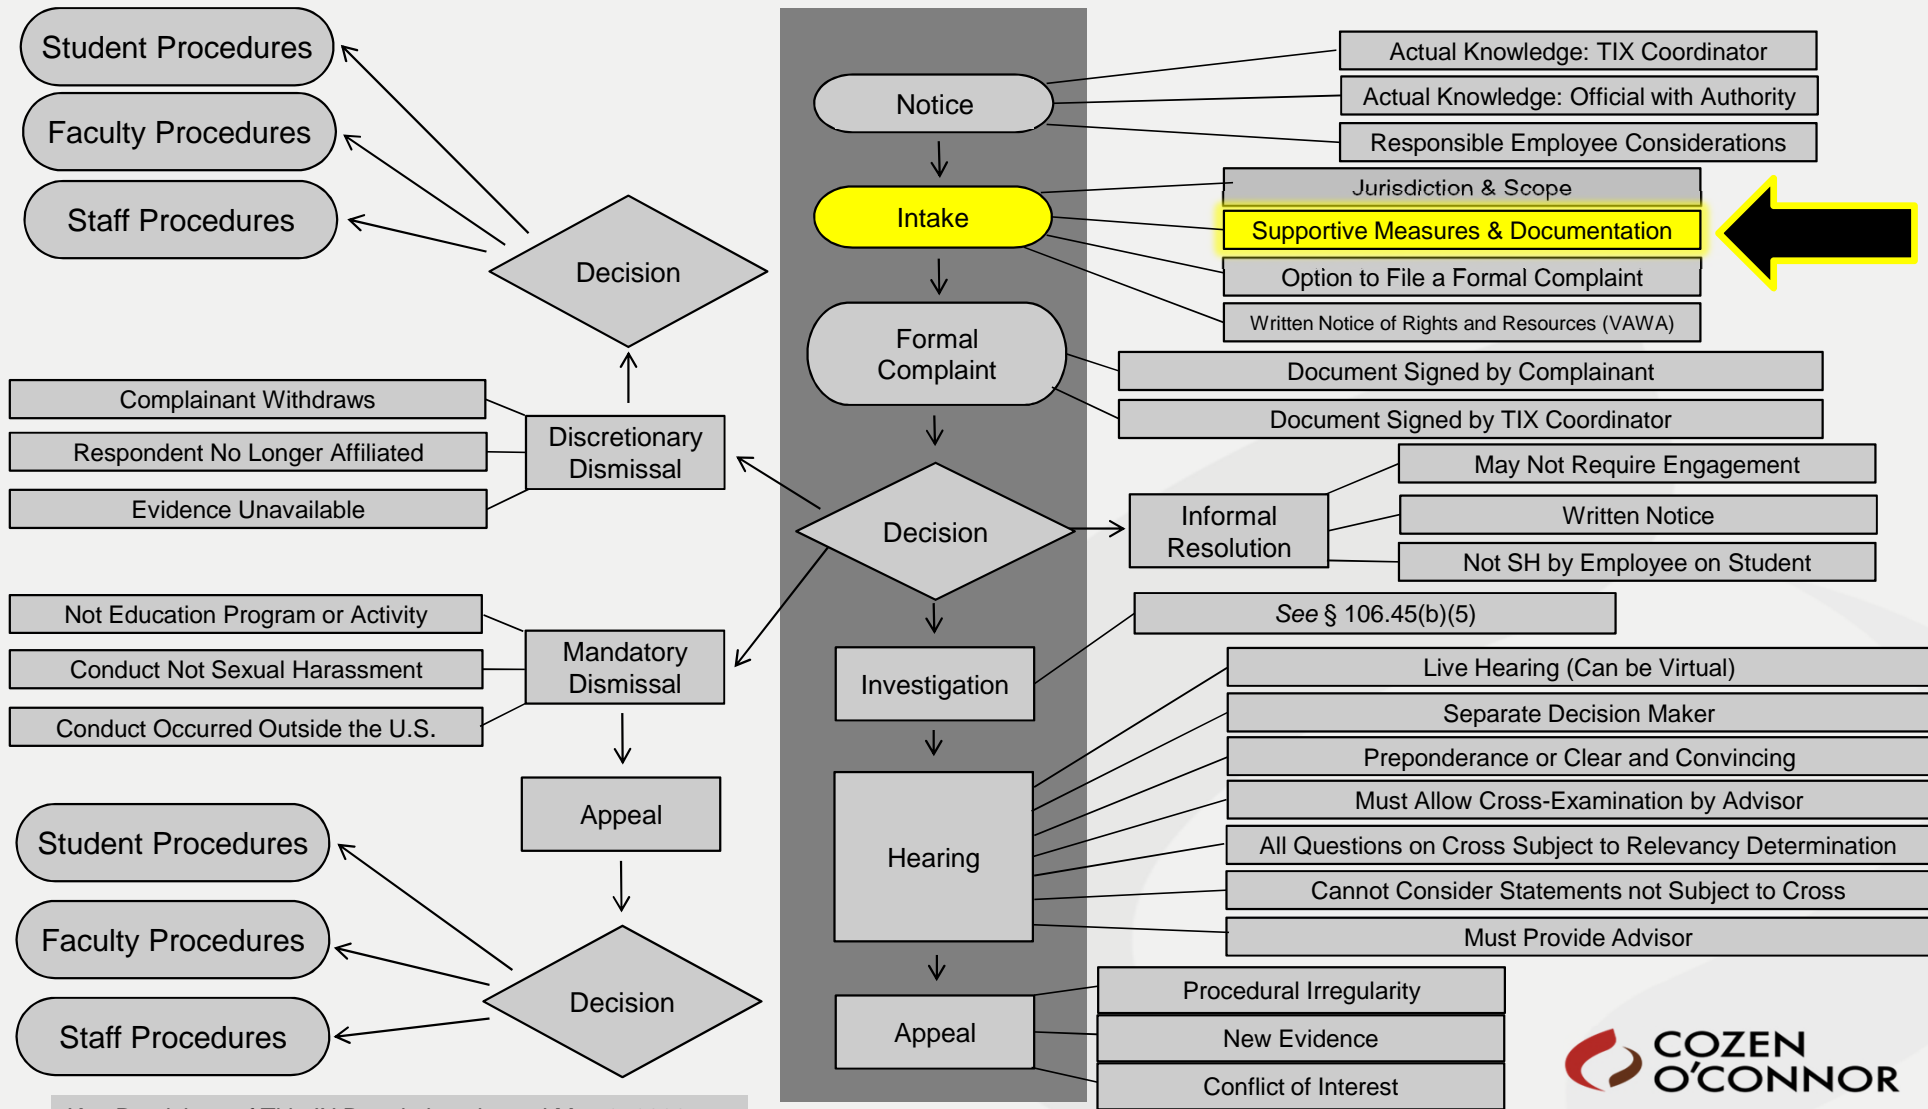 Student Procedures
Faculty Procedures
Staff Procedures
Decision
Complainant Withdraws
Respondent No Longer Affiliated
Evidence Unavailable
Discretionary
Dismissal
Not Education Program or Activity
Conduct Not Sexual Harassment
Conduct Occurred Outside the U.S.
Mandatory
Dismissal
Appeal
Student Procedures
Faculty Procedures
Staff Procedures
Decision
Notice
Actual Knowledge: TIX Coordinator
Actual Knowledge: Official with Authority
Responsible Employee Considerations
Intake
Jurisdiction & Scope
Supportive Measures & Documentation
Option to File a Formal Complaint
Written Notice of Rights and Resources (VAWA)
Formal
Complaint
Document Signed by Complainant
Document Signed by TIX Coordinator
Decision
Informal
Resolution
May Not Require Engagement
Written Notice
Not SH by Employee on Student
Investigation
See § 106.45(b)(5)
Hearing
Live Hearing (Can be Virtual)
Separate Decision Maker
Preponderance or Clear and Convincing
Must Allow Cross-Examination by Advisor
All Questions on Cross Subject to Relevancy Determination
Cannot Consider Statements not Subject to Cross
Must Provide Advisor
Appeal
Procedural Irregularity
New Evidence
Conflict of Interest
COZEN
O'CONNOR